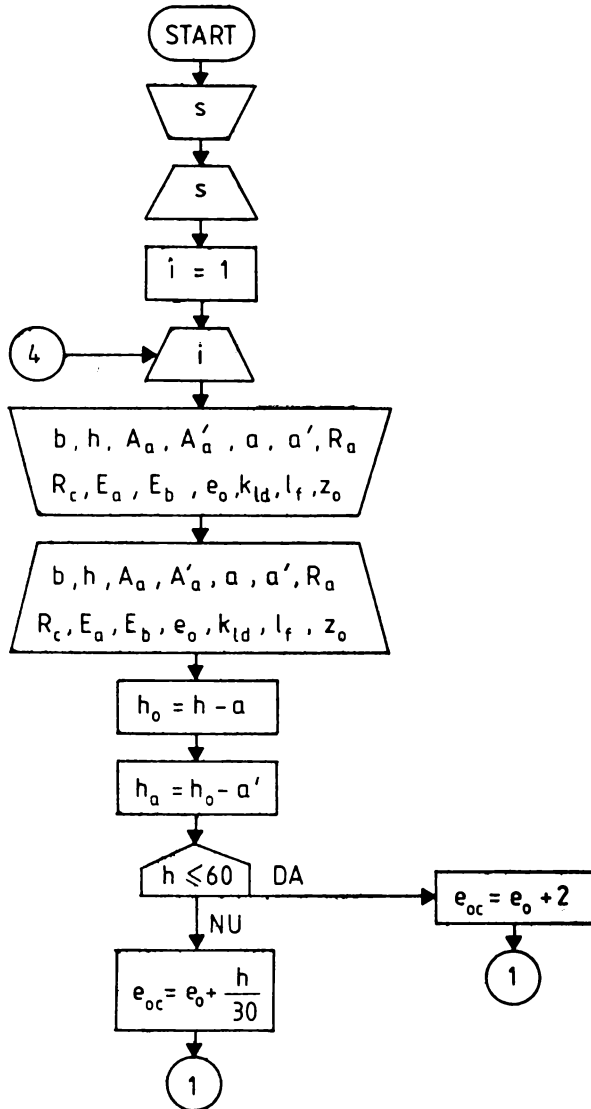 START
s
s
i = 1
4
i
b, h, A_a, A'_a, a, a', R_a
R_c, E_a, E_b, e_o, k_ld, l_f, z_o
b, h, A_a, A'_a, a, a', R_a
R_c, E_a, E_b, e_o, k_ld, l_f, z_o
h_o = h - a
h_a = h_o - a'
h ≤ 60
DA
e_oc = e_o + 2
1
NU
e_oc = e_o + h/30
1